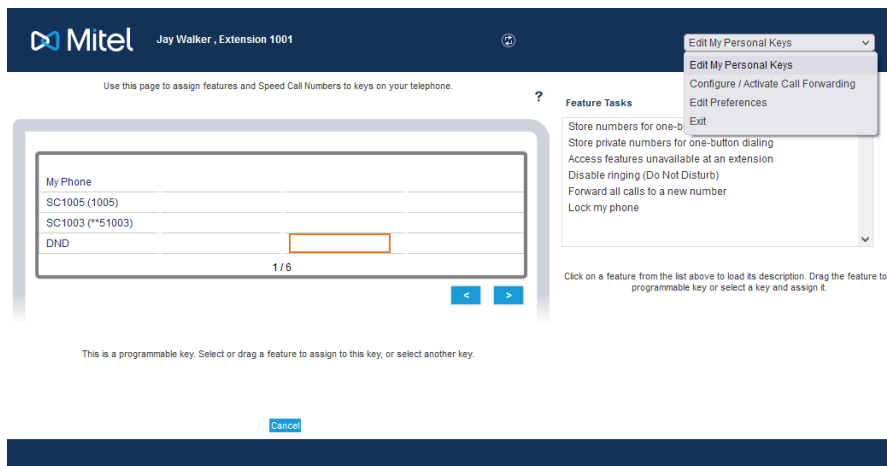 Mitel
Jay Walker , Extension 1001
Edit My Personal Keys
Edit My Personal Keys
Configure / Activate Call Forwarding
Edit Preferences
Exit
Use this page to assign features and Speed Call Numbers to keys on your telephone.
?
Feature Tasks
Store numbers for one-b
Store private numbers for one-button dialing
Access features unavailable at an extension
Disable ringing (Do Not Disturb)
Forward all calls to a new number
Lock my phone
My Phone
SC1005 (1005)
SC1003 (**51003)
DND
1 / 6
< >
Click on a feature from the list above to load its description. Drag the feature to
programmable key or select a key and assign it.
This is a programmable key. Select or drag a feature to assign to this key, or select another key.
Cancel